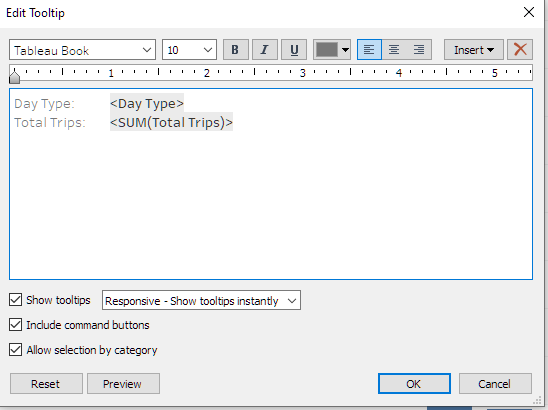 Edit Tooltip
Tableau Book 10 B I U Insert
1 2 3 4 5
Day Type: <Day Type>
Total Trips: <SUM(Total Trips)>
Show tooltips Responsive - Show tooltips instantly
Include command buttons
Allow selection by category
Reset Preview OK Cancel